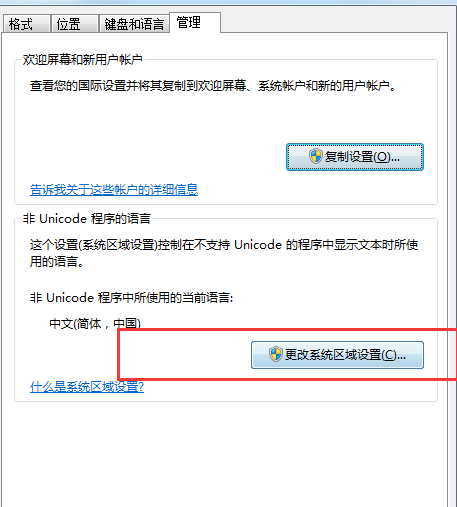 格式 位置 键盘和语言 管理
欢迎屏幕和新用户帐户
查看您的国际设置并将其复制到欢迎屏幕、系统帐户和新的用户帐户。
复制设置(O)...
告诉我关于这些帐户的详细信息
非 Unicode 程序的语言
这个设置(系统区域设置)控制在不支持 Unicode 的程序中显示文本时所使
用的语言。
非 Unicode 程序中所使用的当前语言:
中文(简体，中国)
更改系统区域设置(C)...
什么是系统区域设置?